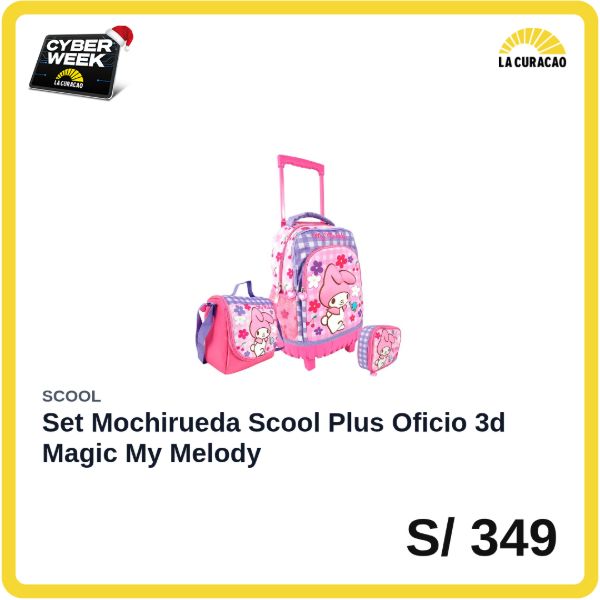 CYBER
WEEK
LA CURACAO
LA CURACAO
SCOOL
Set Mochirueda Scool Plus Oficio 3d
Magic My Melody
S/ 349